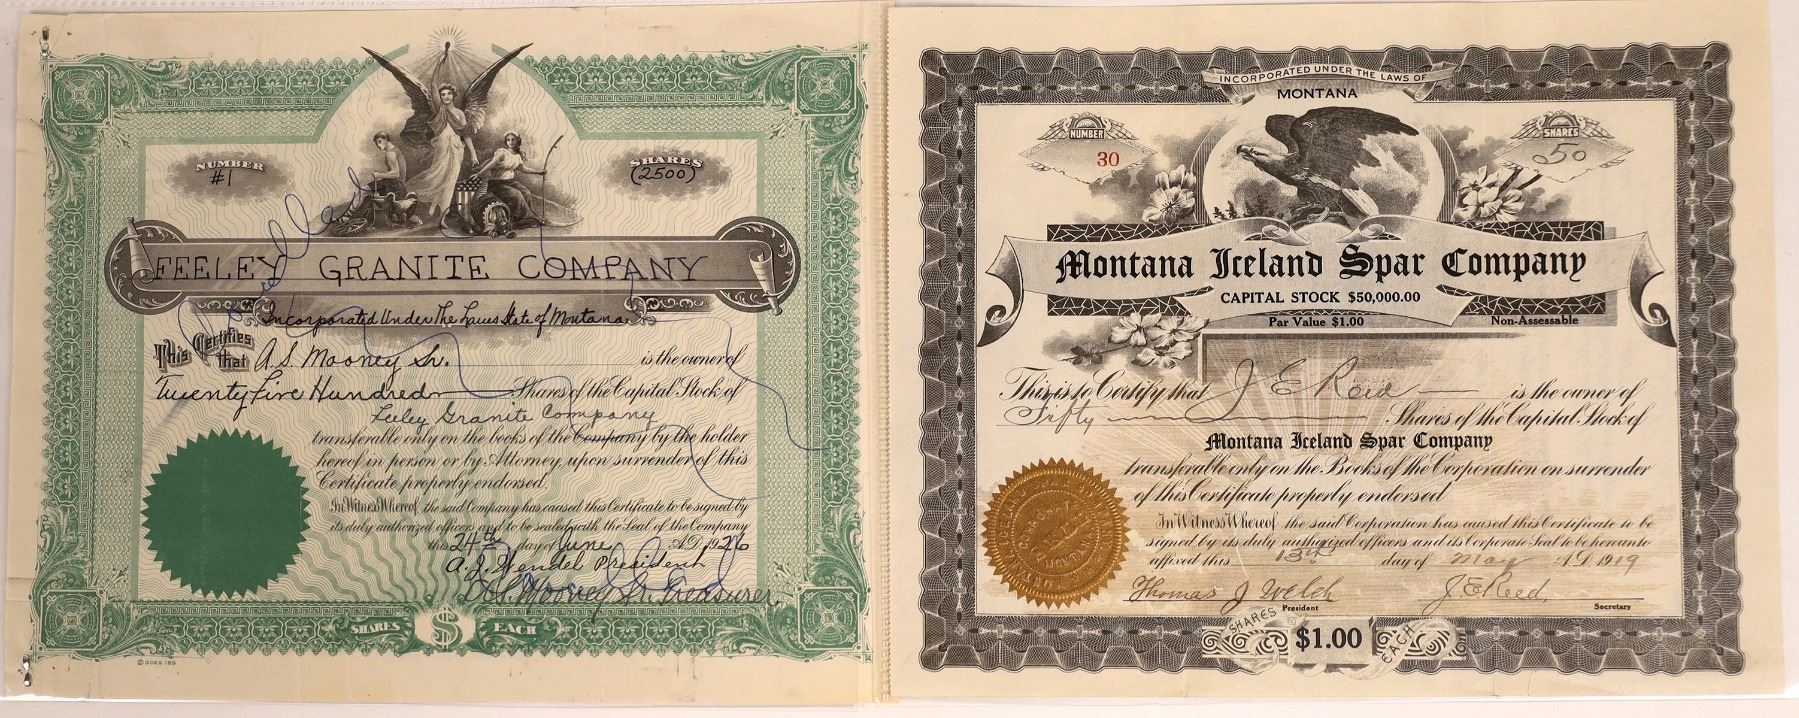 NUMBER
#1
SHARES
(2500)
FEELEY GRANITE COMPANY
Incorporated Under The Laws State of Montana
This Certifies that A.S. Mooney Sr. is the owner of
Twenty Five Hundred Shares of the Capital Stock of
Feeley Granite Company
transferable only on the books of the Company by the holder
hereof in person or by Attorney upon surrender of this
Certificate properly endorsed.
In Witness Whereof, the said Company has caused this Certificate to be signed by
its duly authorized officers and to be sealed with the Seal of the Company
this 24th day of June A.D. 1926
A.J. Wendel President
A.S. Mooney Sr. Treasurer
SHARES $ EACH
© GOES 189
INCORPORATED UNDER THE LAWS OF
MONTANA
NUMBER
30
SHARES
50
Montana Iceland Spar Company
CAPITAL STOCK $50,000.00
Par Value $1.00 Non-Assessable
This is to Certify that J E Reed is the owner of
Fifty Shares of the Capital Stock of
Montana Iceland Spar Company
transferable only on the Books of the Corporation on surrender
of this Certificate properly endorsed
In Witness Whereof the said Corporation has caused this Certificate to be
signed by its duly authorized officers and its Corporate Seal to be hereunto
affixed this 13th day of May A.D. 1919
Thomas J Welch J.E. Reed,
President Secretary
SHARES $1.00 EACH